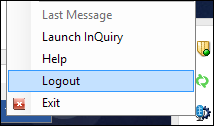 Last Message
Launch InQuiry
Help
Logout
Exit